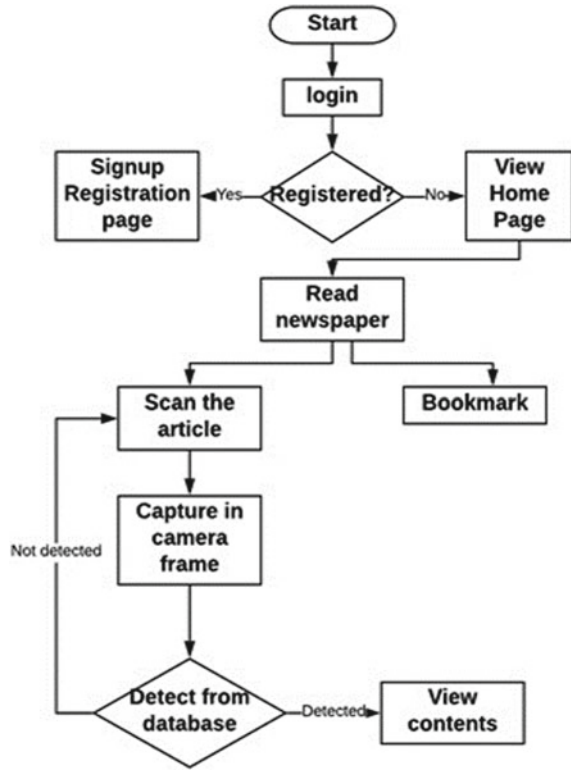 Start
login
Signup
Registration
page
Yes
Registered?
No
View
Home
Page
Read
newspaper
Scan the
article
Bookmark
Capture in
camera
frame
Not detected
Detect from
database
Detected
View
contents